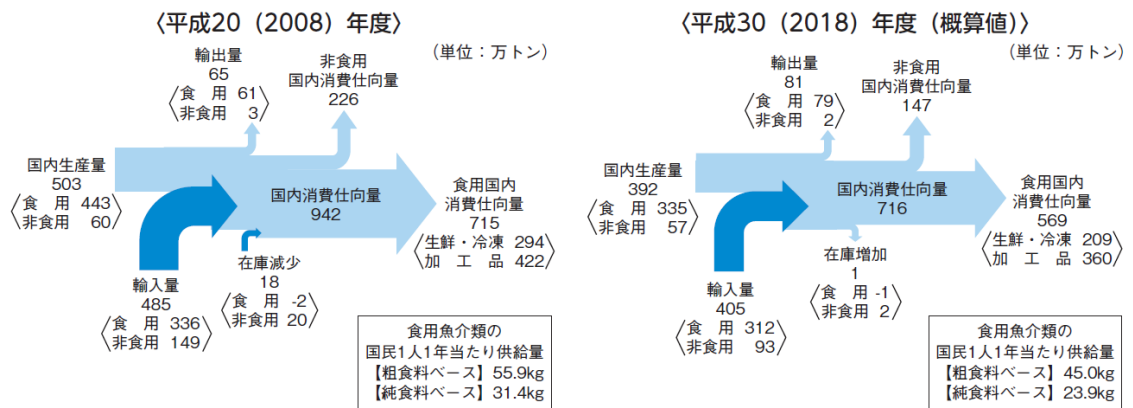 〈平成20（2008）年度〉
（単位：万トン）
輸出量
65
食　用 61
非食用 3
非食用
国内消費仕向量
226
国内生産量
503
食　用 443
非食用 60
国内消費仕向量
942
食用国内
消費仕向量
715
生鮮・冷凍 294
加 工 品 422
在庫減少
18
食　用 -2
非食用 20
輸入量
485
食　用 336
非食用 149
食用魚介類の
国民1人1年当たり供給量
【粗食料ベース】55.9kg
【純食料ベース】31.4kg
〈平成30（2018）年度（概算値）〉
（単位：万トン）
輸出量
81
食　用 79
非食用 2
非食用
国内消費仕向量
147
国内生産量
392
食　用 335
非食用 57
国内消費仕向量
716
食用国内
消費仕向量
569
生鮮・冷凍 209
加 工 品 360
在庫増加
1
食　用 -1
非食用 2
輸入量
405
食　用 312
非食用 93
食用魚介類の
国民1人1年当たり供給量
【粗食料ベース】45.0kg
【純食料ベース】23.9kg